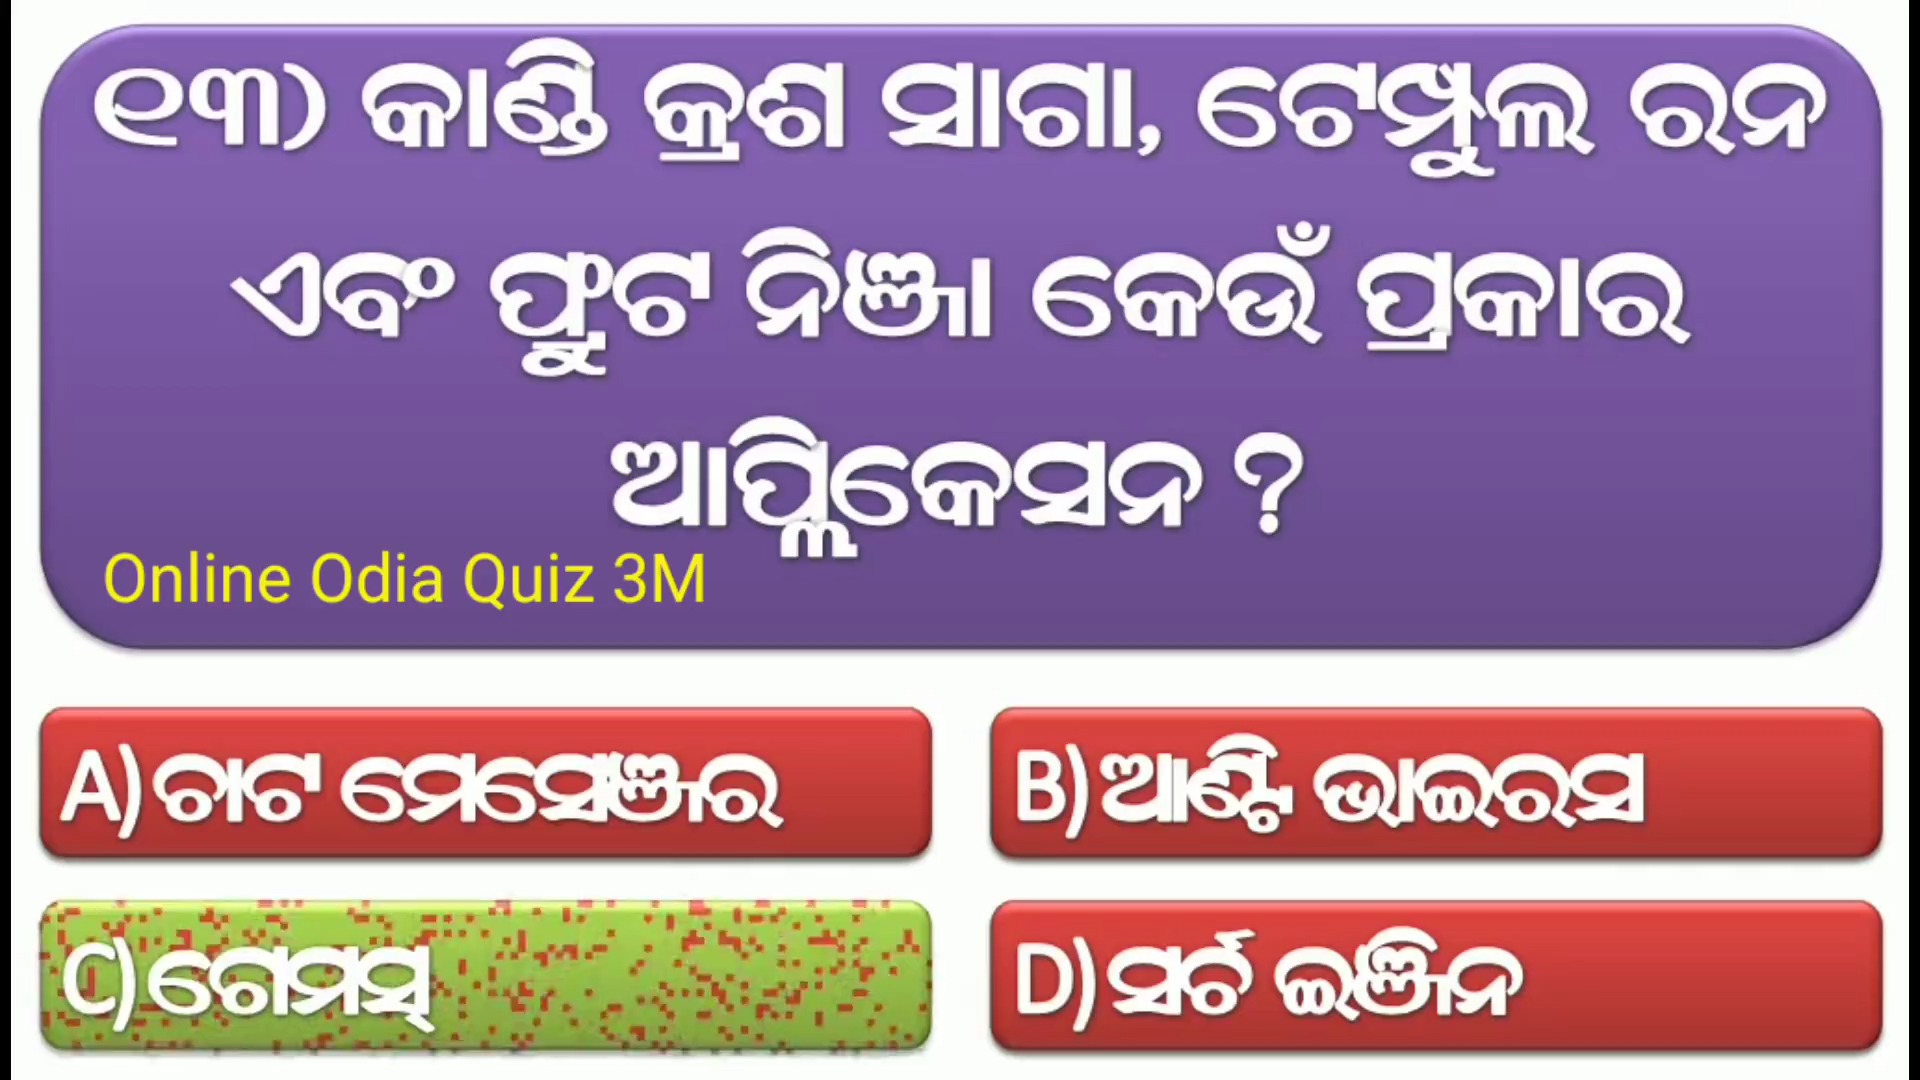 ୧୩) କାଣ୍ଡି କ୍ରଶ ସାଗା, ଟେମ୍ପୁଲ ରନ
ଏବଂ ଫ୍ରୁଟ ନିଞ୍ଜା କେଉଁ ପ୍ରକାର
ଆପ୍ଲିକେସନ ?
Online Odia Quiz 3M
A) ଚାଟ ମେସେଞ୍ଜର
B) ଆଣ୍ଟି ଭାଇରସ
C) ଗେମସ୍
D) ସର୍ଚ ଇଞ୍ଜିନ